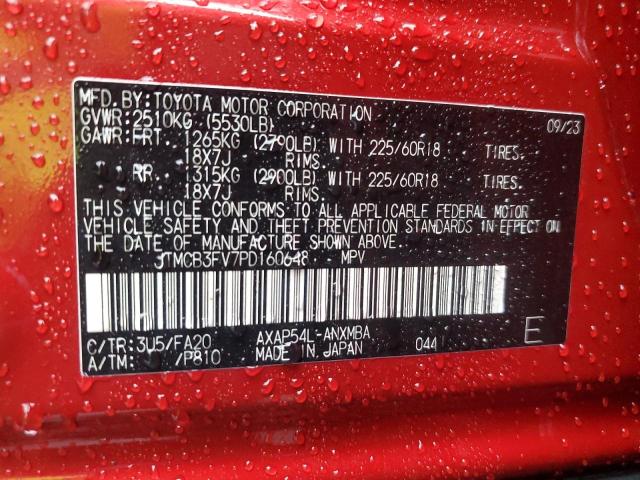 MFD.BY:TOYOTA MOTOR CORPORATION 09/23
GVWR:2510KG (5530LB)
GAWR:FRT. 1265KG (2790LB) WITH 225/60R18 TIRES.
18X7J RIMS.
RR. 1315KG (2900LB) WITH 225/60R18 TIRES.
18X7J RIMS.
THIS VEHICLE CONFORMS TO ALL APPLICABLE FEDERAL MOTOR
VEHICLE SAFETY AND THEFT PREVENTION STANDARDS IN EFFECT ON
THE DATE OF MANUFACTURE SHOWN ABOVE.
JTMCB3FV7PD160648 MPV
C/TR:3U5/FA20 AXAP54L-ANXMBA 044 E
A/TM: /P810 MADE IN JAPAN